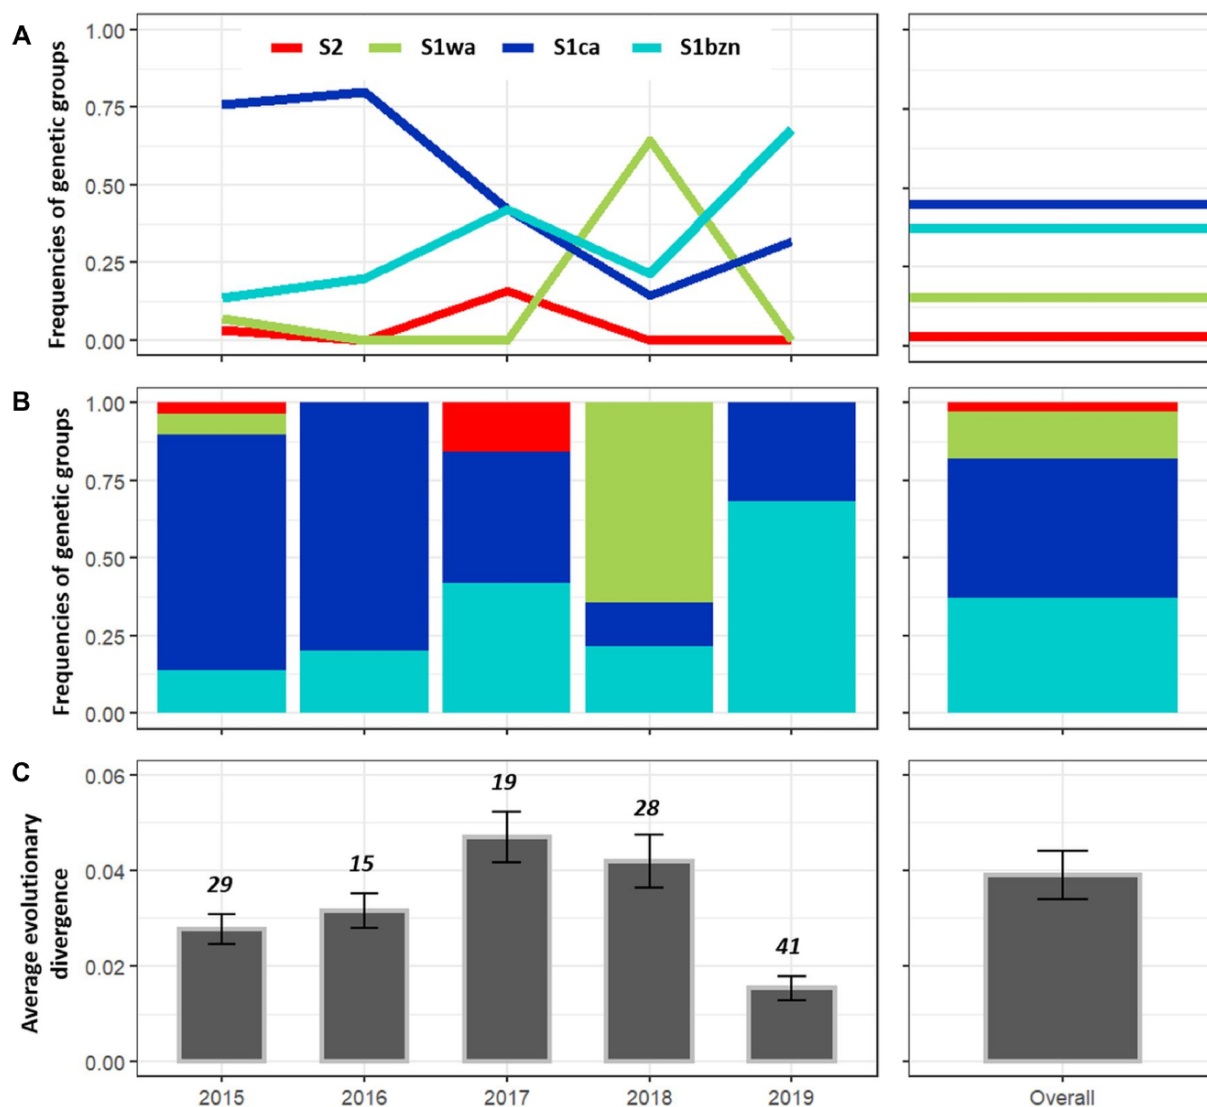 A
S2 S1wa S1ca S1bzn
Frequencies of genetic groups
1.00
0.75
0.50
0.25
0.00
B
Frequencies of genetic groups
1.00
0.75
0.50
0.25
0.00
C
Average evolutionary
divergence
0.06
0.04
0.02
0.00
29
15
19
28
41
2015 2016 2017 2018 2019 Overall